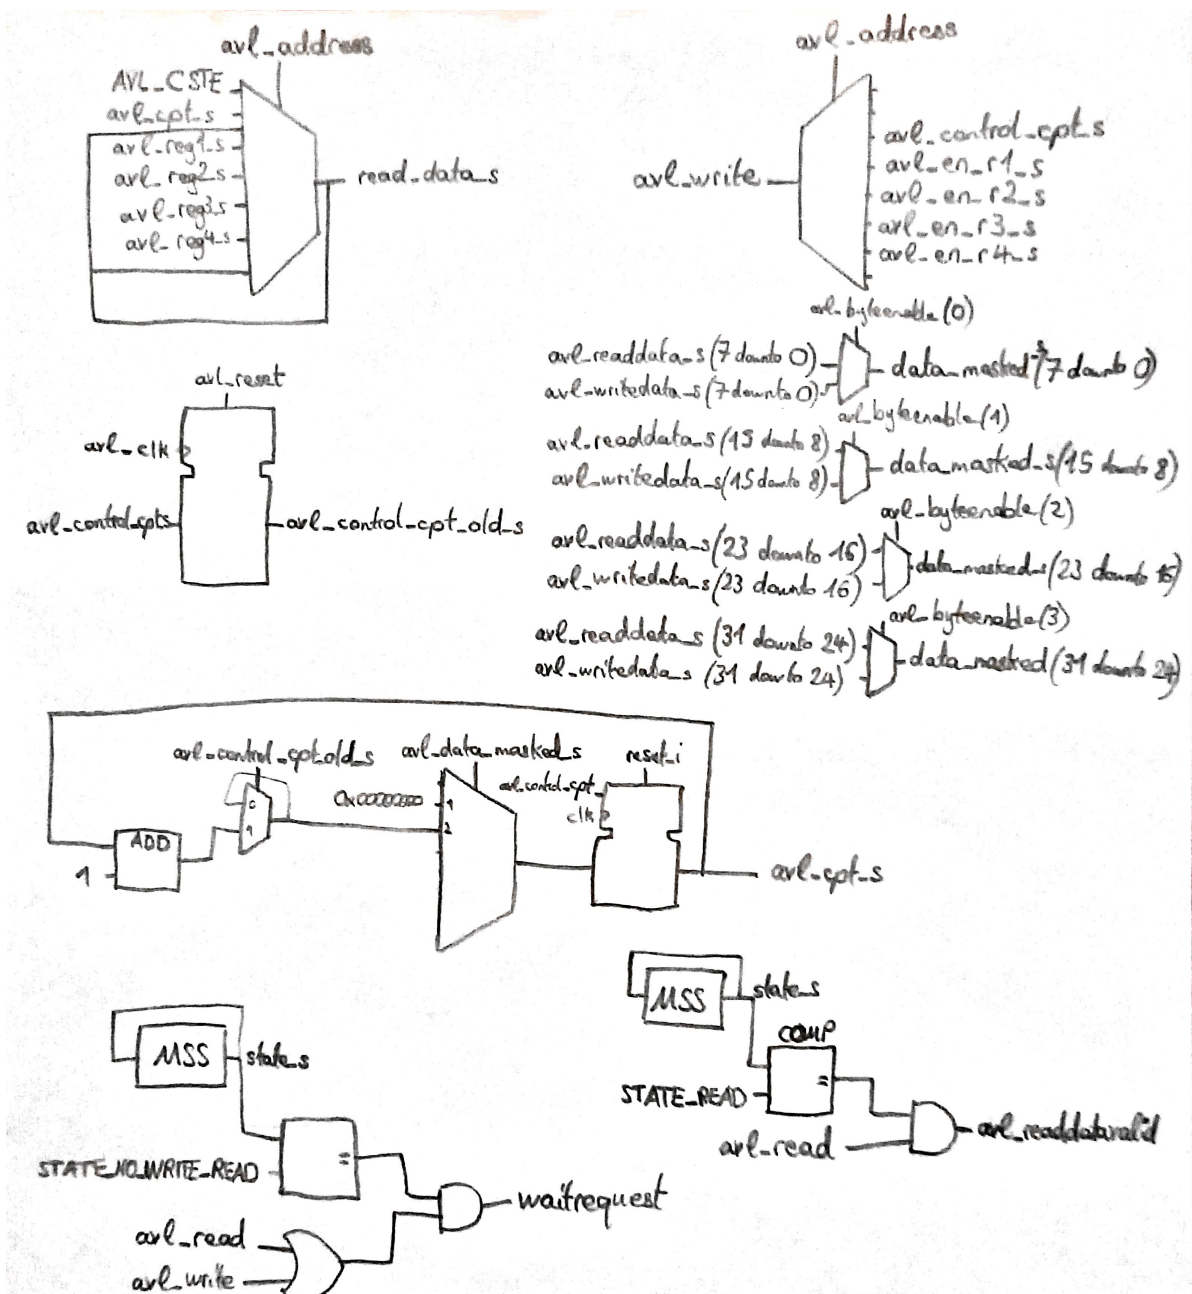 avl_address
AVL_CSTE
avl_cpt_s
avl_reg1_s
avl_reg2_s
avl_reg3_s
avl_reg4_s
read_data_s
avl_address
avl_write
avl_control_cpt_s
avl_en_r1_s
avl_en_r2_s
avl_en_r3_s
avl_en_r4_s
avl_byteenable(0)
avl_readdata_s(7 downto 0)
avl_writedata_s(7 downto 0)
data_masked_s(7 downto 0)
avl_byteenable(1)
avl_readdata_s(15 downto 8)
avl_writedata_s(15 downto 8)
data_masked_s(15 downto 8)
avl_byteenable(2)
avl_readdata_s(23 downto 16)
avl_writedata_s(23 downto 16)
data_masked_s(23 downto 16)
avl_byteenable(3)
avl_readdata_s(31 downto 24)
avl_writedata_s(31 downto 24)
data_masked(31 downto 24)
avl_reset
avl_clk
avl_control_cpts
avl_control_cpt_old_s
avl_control_cpt_old_s
avl_data_masked_s
reset_i
avl_control_cpt
clk
0x00000000
0
1
1
2
ADD
1
avl_cpt_s
MSS
state_s
COMP
=
STATE_READ
avl_read
avl_readdatavalid
MSS
state_s
STATE_NO_WRITE_READ
=
waitrequest
avl_read
avl_write